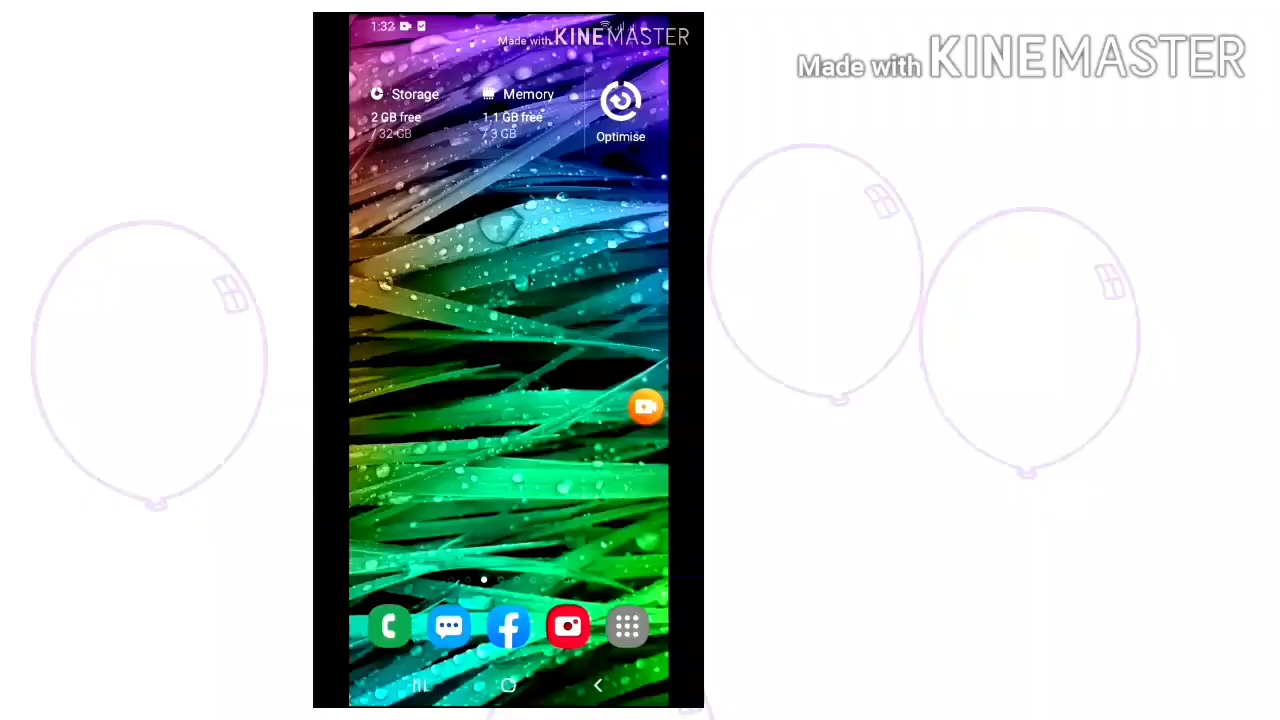 1:32
Made with KINEMASTER
Made with KINEMASTER
Storage
2 GB free
/ 32 GB
Memory
1.1 GB free
/ 3 GB
Optimise